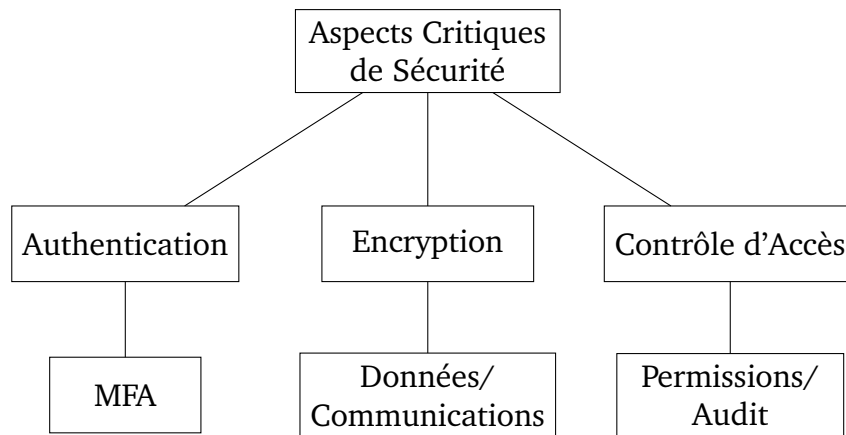 Aspects Critiques
de Sécurité
Authentication
Encryption
Contrôle d'Accès
MFA
Données/
Communications
Permissions/
Audit